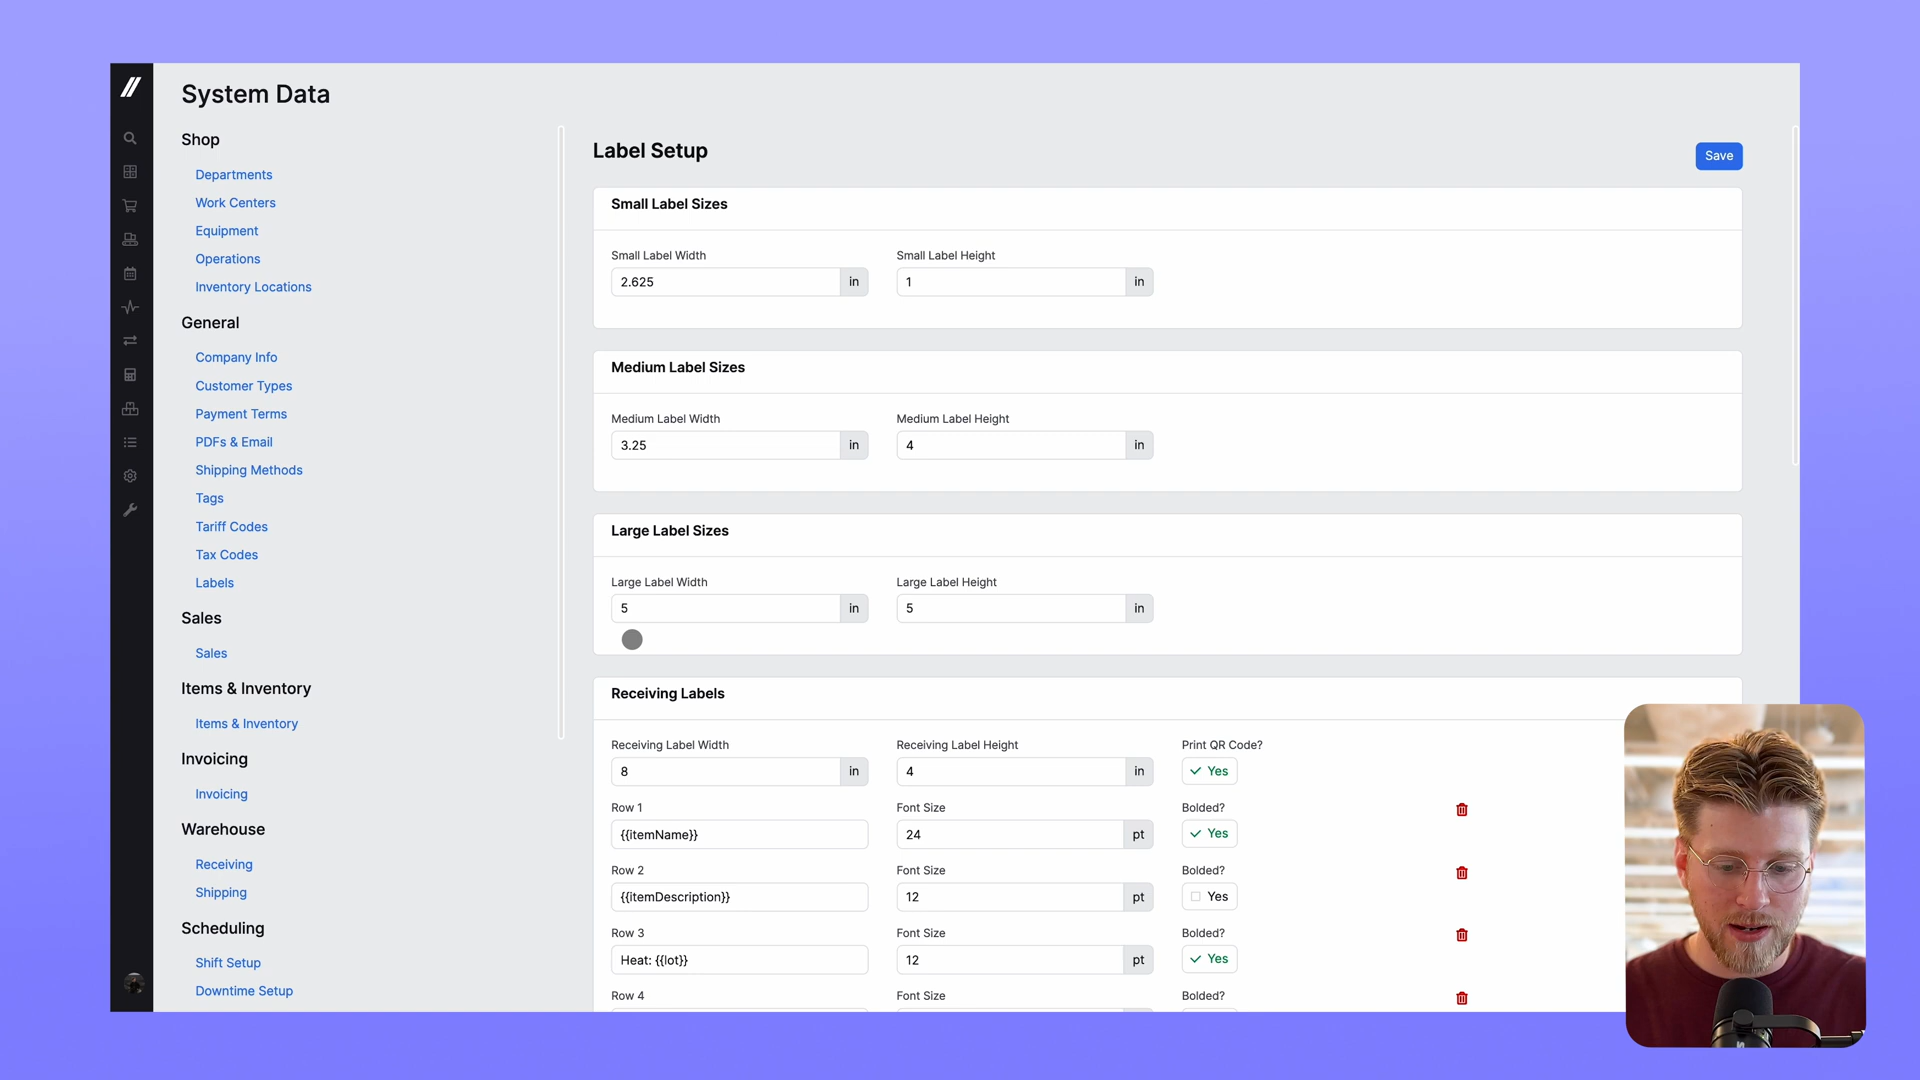 System Data
Shop
Departments
Work Centers
Equipment
Operations
Inventory Locations
General
Company Info
Customer Types
Payment Terms
PDFs & Email
Shipping Methods
Tags
Tariff Codes
Tax Codes
Labels
Sales
Sales
Items & Inventory
Items & Inventory
Invoicing
Invoicing
Warehouse
Receiving
Shipping
Scheduling
Shift Setup
Downtime Setup
Label Setup
Save
Small Label Sizes
Small Label Width
2.625 in
Small Label Height
1 in
Medium Label Sizes
Medium Label Width
3.25 in
Medium Label Height
4 in
Large Label Sizes
Large Label Width
5 in
Large Label Height
5 in
Receiving Labels
Receiving Label Width
8 in
Receiving Label Height
4 in
Print QR Code?
Yes
Row 1
{{itemName}}
Font Size
24 pt
Bolded?
Yes
Row 2
{{itemDescription}}
Font Size
12 pt
Bolded?
Yes
Row 3
Heat: {{lot}}
Font Size
12 pt
Bolded?
Yes
Row 4
Font Size
Bolded?